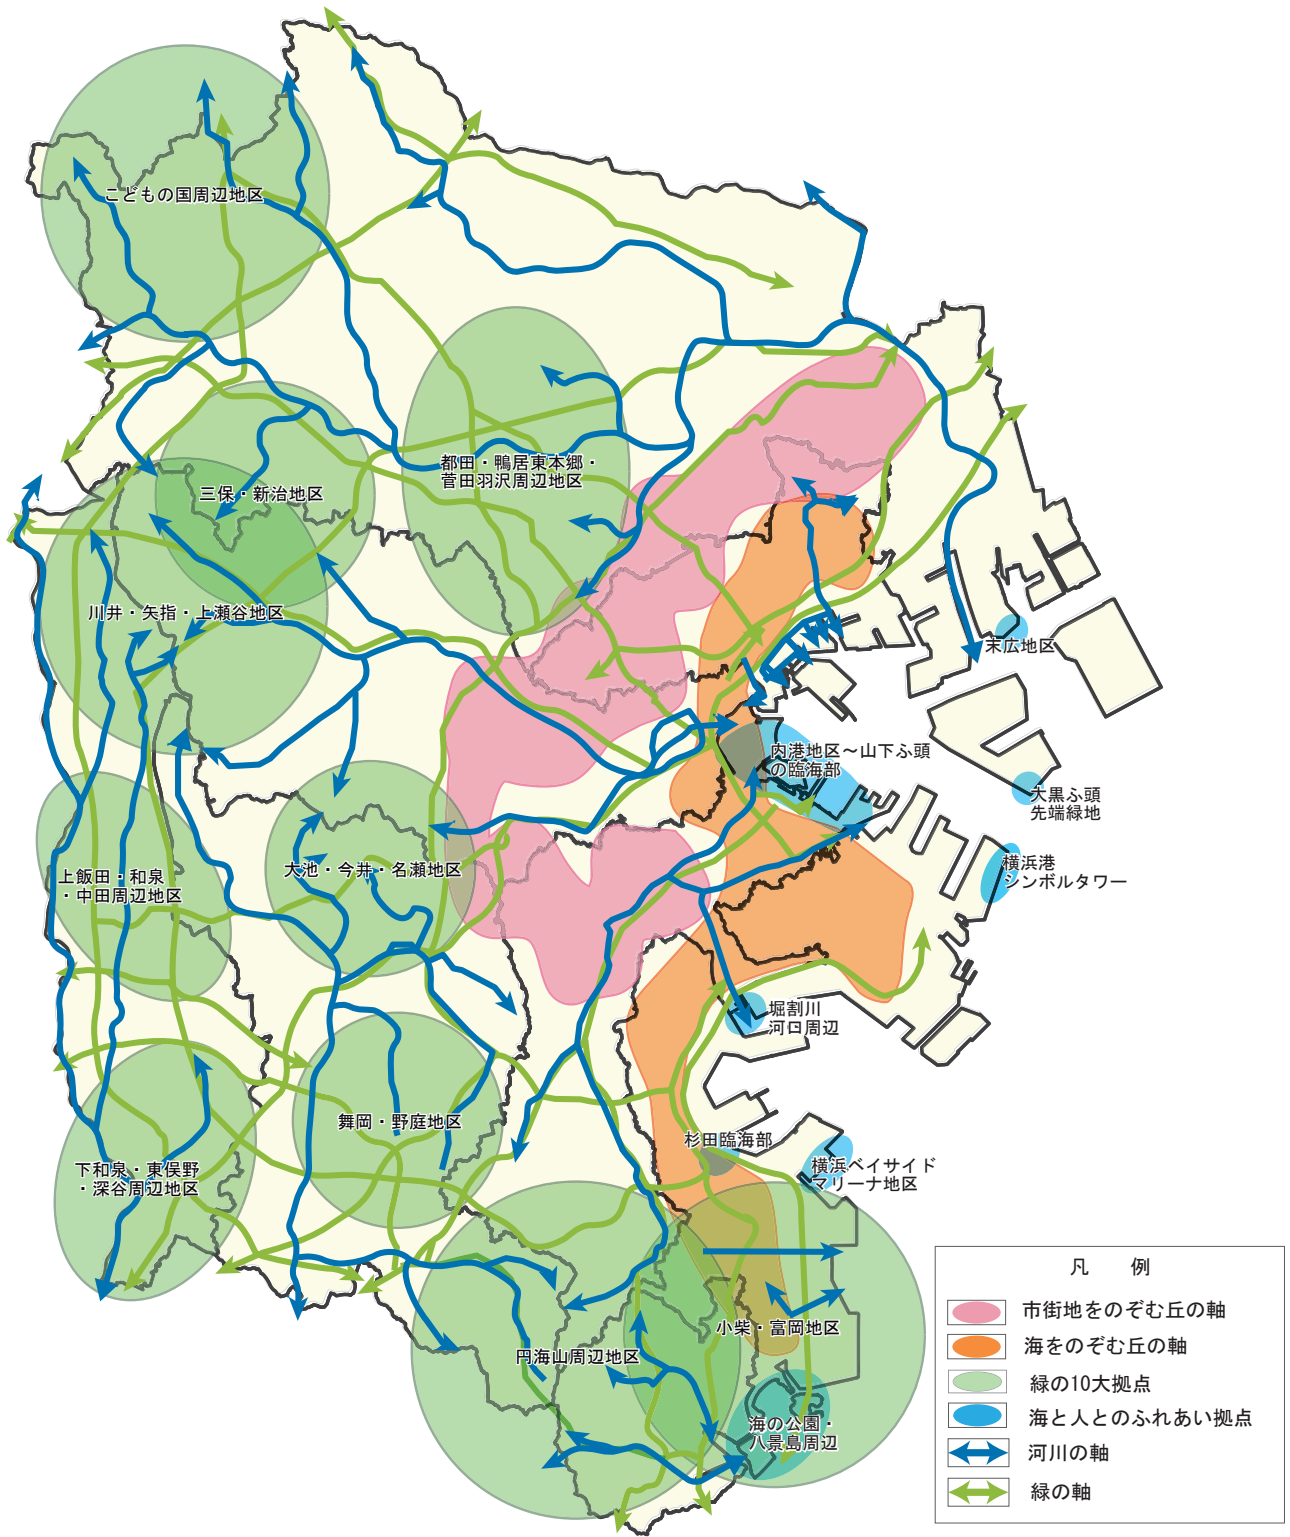 こどもの国周辺地区
都田・鴨居東本郷・
菅田羽沢周辺地区
三保・新治地区
川井・矢指・上瀬谷地区
末広地区
内港地区～山下ふ頭
の臨海部
大黒ふ頭
先端緑地
横浜港
シンボルタワー
大池・今井・名瀬地区
上飯田・和泉
・中田周辺地区
堀割川
河口周辺
舞岡・野庭地区
杉田臨海部
横浜ベイサイド
マリーナ地区
下和泉・東俣野
・深谷周辺地区
小柴・富岡地区
円海山周辺地区
海の公園・
八景島周辺
凡　例
市街地をのぞむ丘の軸
海をのぞむ丘の軸
緑の10大拠点
海と人とのふれあい拠点
河川の軸
緑の軸